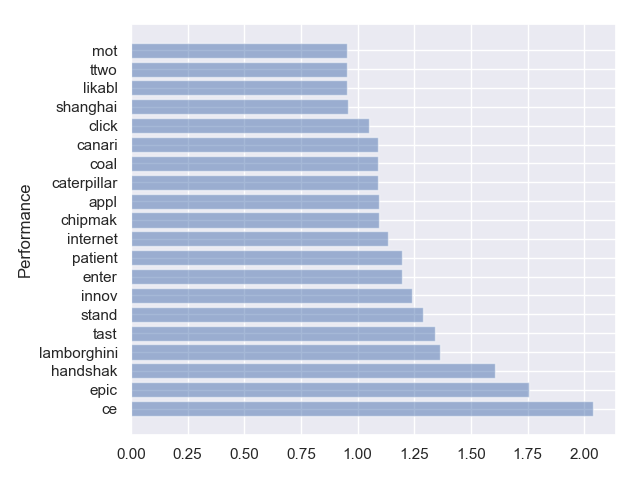 mot
ttwo
likabl
shanghai
click
canari
coal
caterpillar
appl
chipmak
internet
patient
enter
innov
stand
tast
lamborghini
handshak
epic
ce
Performance
0.00 0.25 0.50 0.75 1.00 1.25 1.50 1.75 2.00